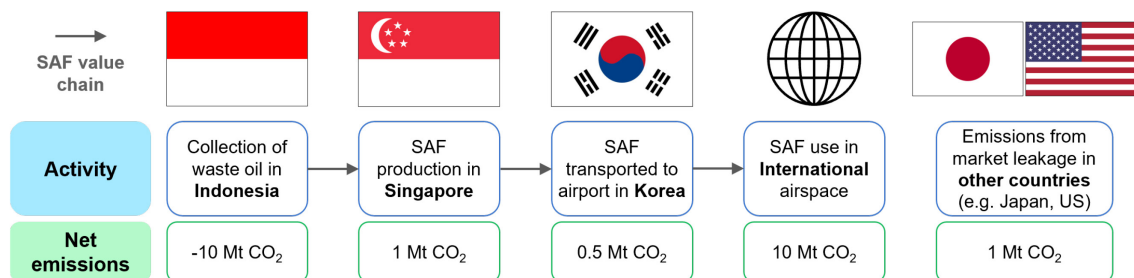 SAF value
chain
Activity
Collection of
waste oil in
Indonesia
SAF
production in
Singapore
SAF
transported to
airport in Korea
SAF use in
International
airspace
Emissions from
market leakage in
other countries
(e.g. Japan, US)
Net
emissions
-10 Mt CO₂
1 Mt CO₂
0.5 Mt CO₂
10 Mt CO₂
1 Mt CO₂